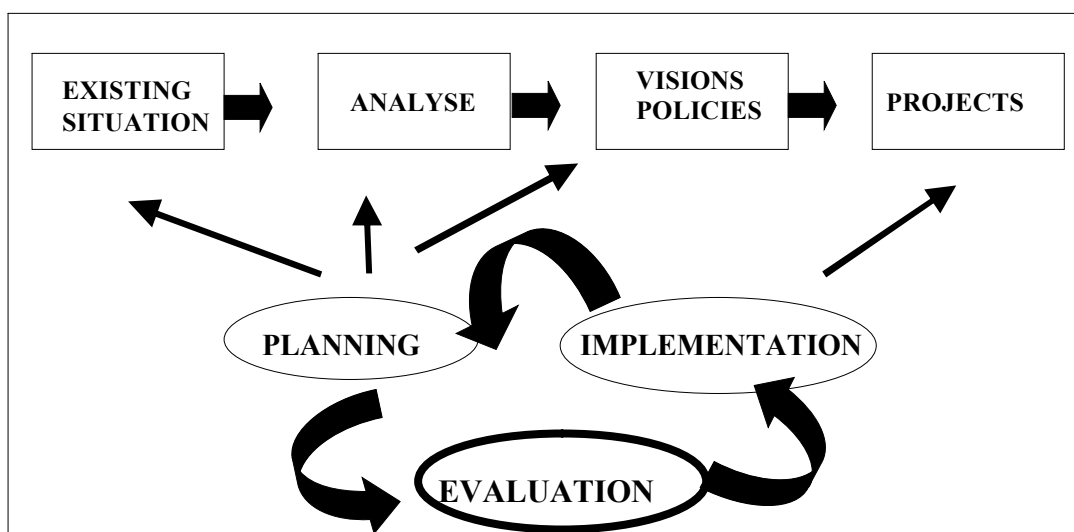 EXISTING
SITUATION
ANALYSE
VISIONS
POLICIES
PROJECTS
PLANNING
IMPLEMENTATION
EVALUATION